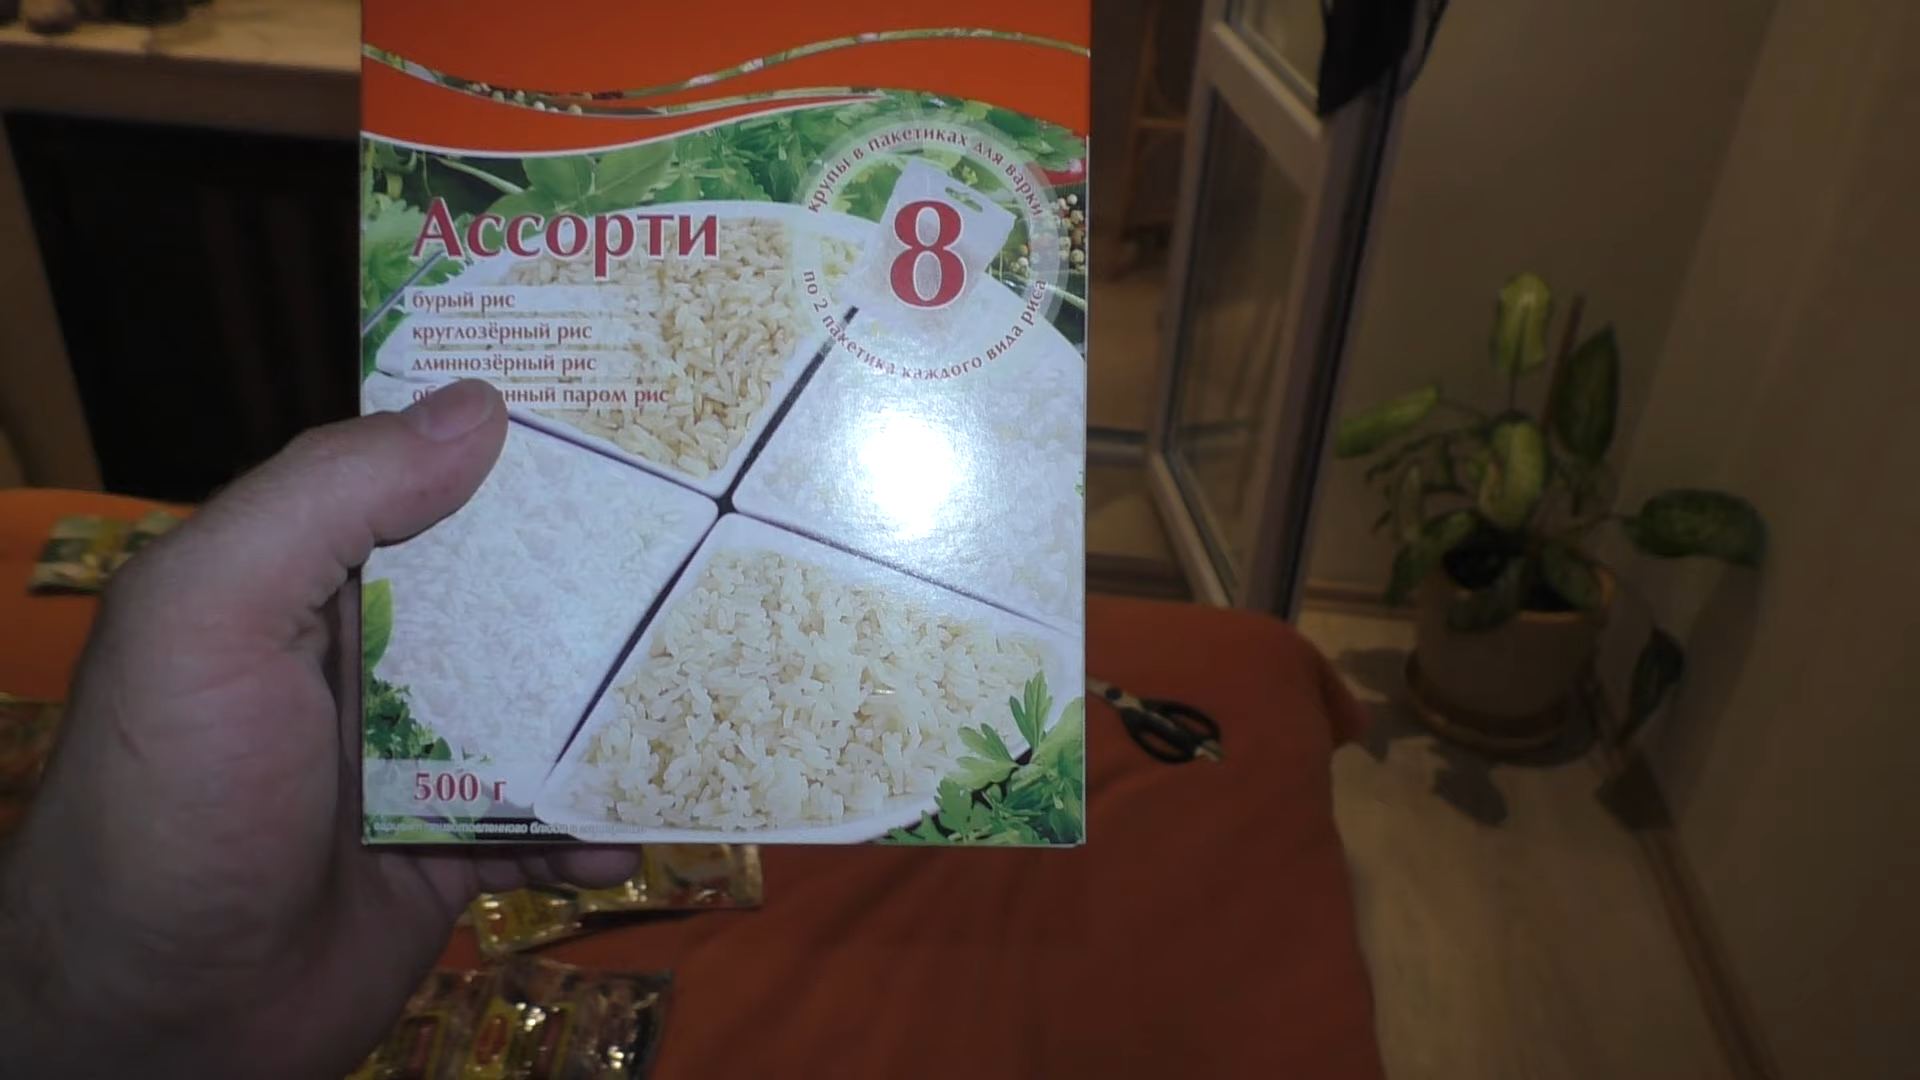 крупы в пакетиках для варки
8
по 2 пакетика каждого вида риса
Ассорти
бурый рис
круглозёрный рис
длиннозёрный рис
паром рис
500 г